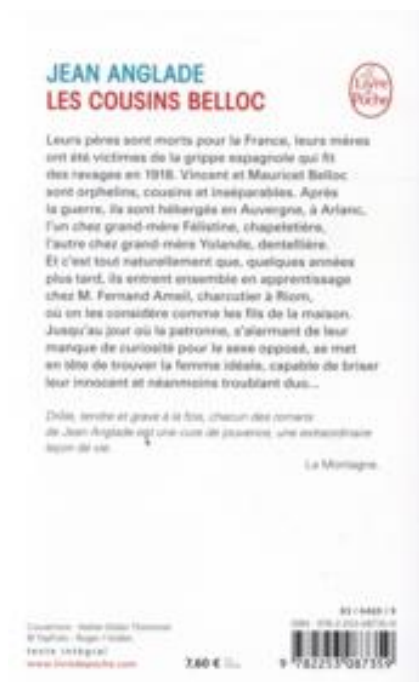 JEAN ANGLADE
LES COUSINS BELLOC
Le Livre de Poche
Leurs pères sont morts pour la France, leurs mères
ont été victimes de la grippe espagnole qui fit
des ravages en 1918. Vincent et Mauricet Belloc
sont orphelins, cousins et inséparables. Après
la guerre, ils sont hébergés en Auvergne, à Arlanc,
l'un chez grand-mère Félistine, chapeletière,
l'autre chez grand-mère Yolande, dentellière.
Et c'est tout naturellement que, quelques années
plus tard, ils entrent ensemble en apprentissage
chez M. Fernand Ameil, charcutier à Riom,
où on les considère comme les fils de la maison.
Jusqu'au jour où la patronne, s'alarmant de leur
manque de curiosité pour le sexe opposé, se met
en tête de trouver la femme idéale, capable de briser
leur innocent et néanmoins troublant duo...
Drôle, tendre et grave à la fois, chacun des romans
de Jean Anglade est une cure de jouvence, une extraordinaire
leçon de vie.
La Montagne.
Couverture :
texte intégral
www.livredepoche.com
7,60 €
9 782253 087359